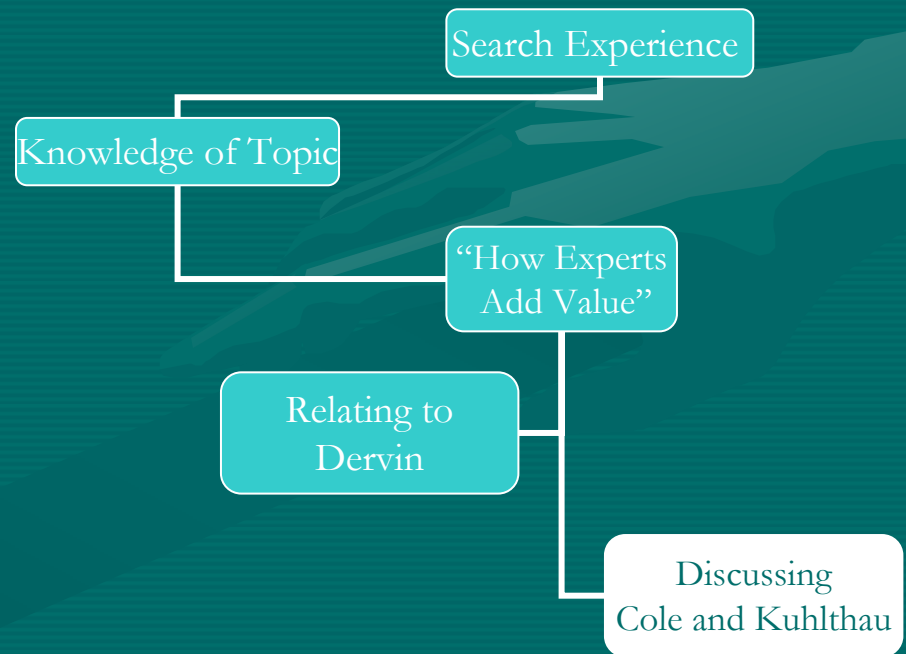 Search Experience
Knowledge of Topic
“How Experts
Add Value”
Relating to
Dervin
Discussing
Cole and Kuhlthau